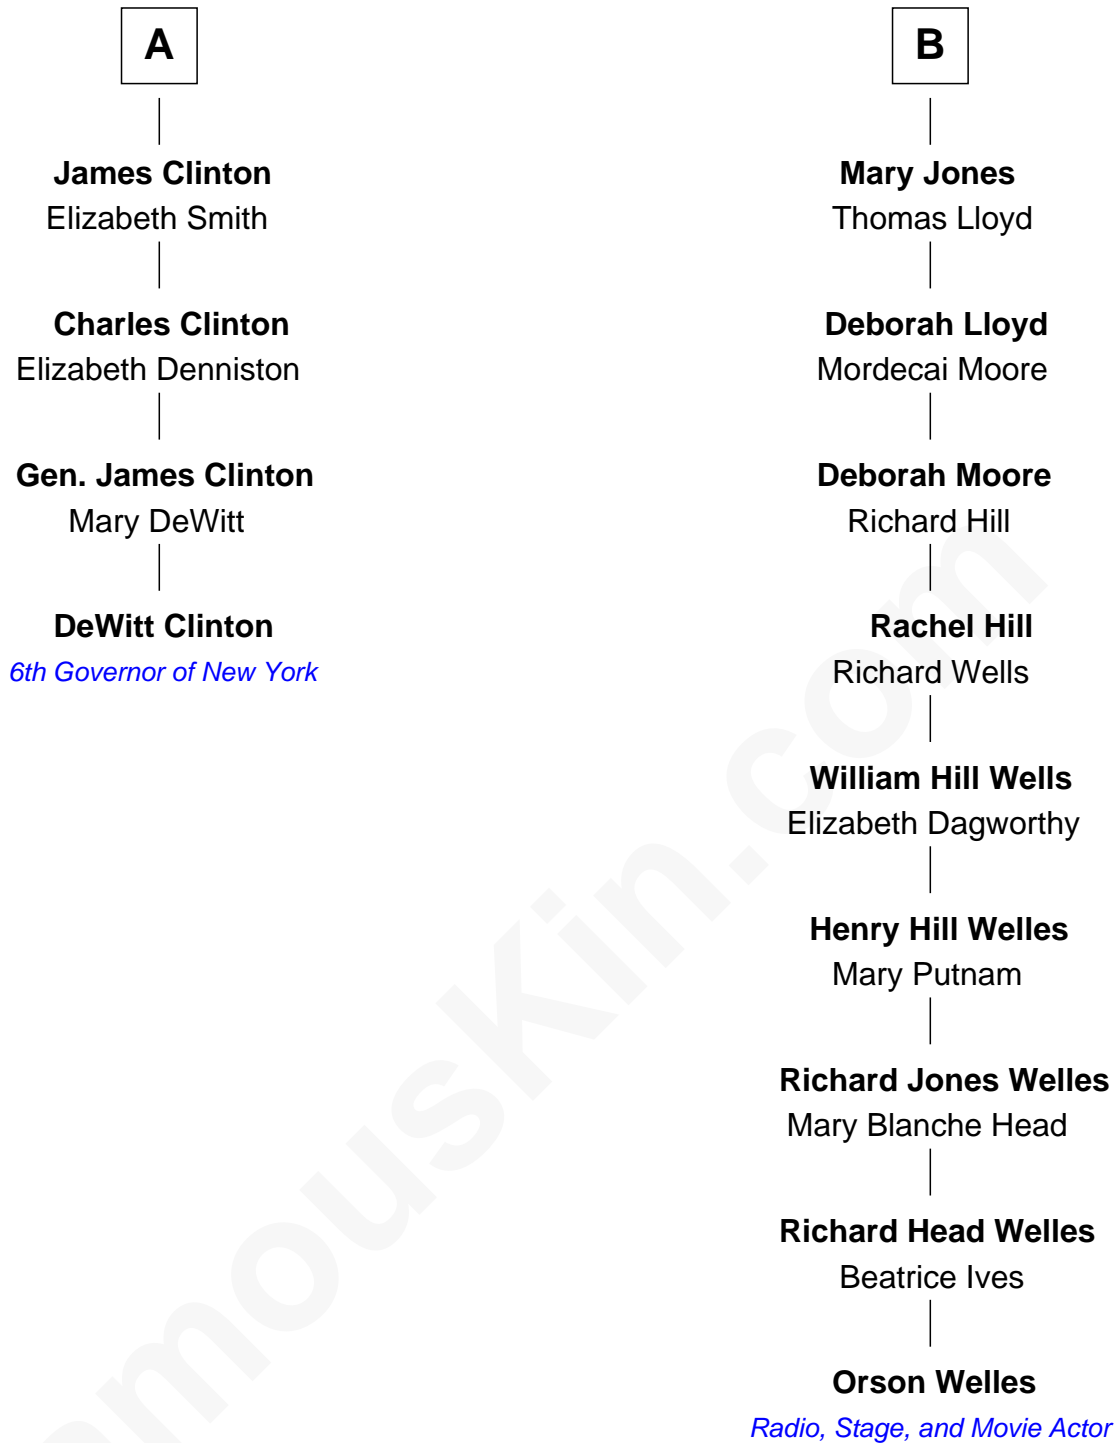 A
James Clinton
Elizabeth Smith
Charles Clinton
Elizabeth Denniston
Gen. James Clinton
Mary DeWitt
DeWitt Clinton
6th Governor of New York
B
Mary Jones
Thomas Lloyd
Deborah Lloyd
Mordecai Moore
Deborah Moore
Richard Hill
Rachel Hill
Richard Wells
William Hill Wells
Elizabeth Dagworthy
Henry Hill Welles
Mary Putnam
Richard Jones Welles
Mary Blanche Head
Richard Head Welles
Beatrice Ives
Orson Welles
Radio, Stage, and Movie Actor
amouskin.com